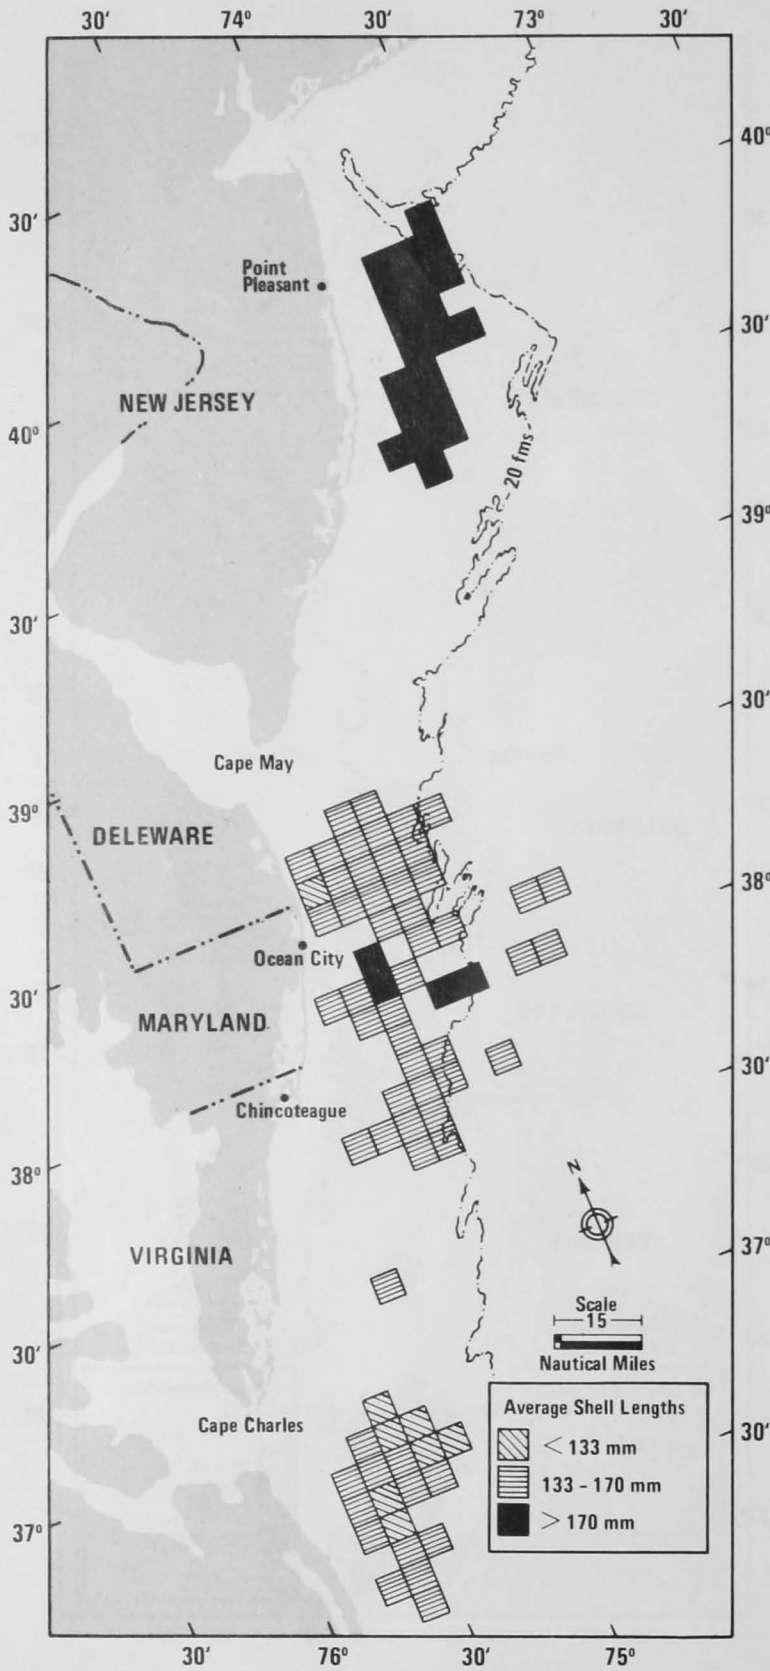 30′ 74° 30′ 73° 30′
40°
30′
Point
Pleasant
30′
NEW JERSEY
40°
20 fms
39°
30′
30′
Cape May
39°
DELEWARE
38°
Ocean City
30′
MARYLAND
30′
Chincoteague
38°
N
37°
VIRGINIA
Scale
15
30′
Nautical Miles
Average Shell Lengths
Cape Charles
30′
< 133 mm
133 - 170 mm
37°
> 170 mm
30′ 76° 30′ 75°